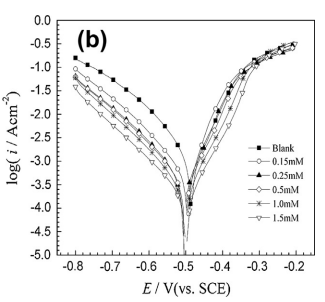 (b)
0.0
-0.5
-1.0
-1.5
-2.0
-2.5
-3.0
-3.5
-4.0
-4.5
-5.0
log(i / Acm⁻²)
Blank
0.15mM
0.25mM
0.5mM
1.0mM
1.5mM
-0.8 -0.7 -0.6 -0.5 -0.4 -0.3 -0.2
E / V(vs. SCE)